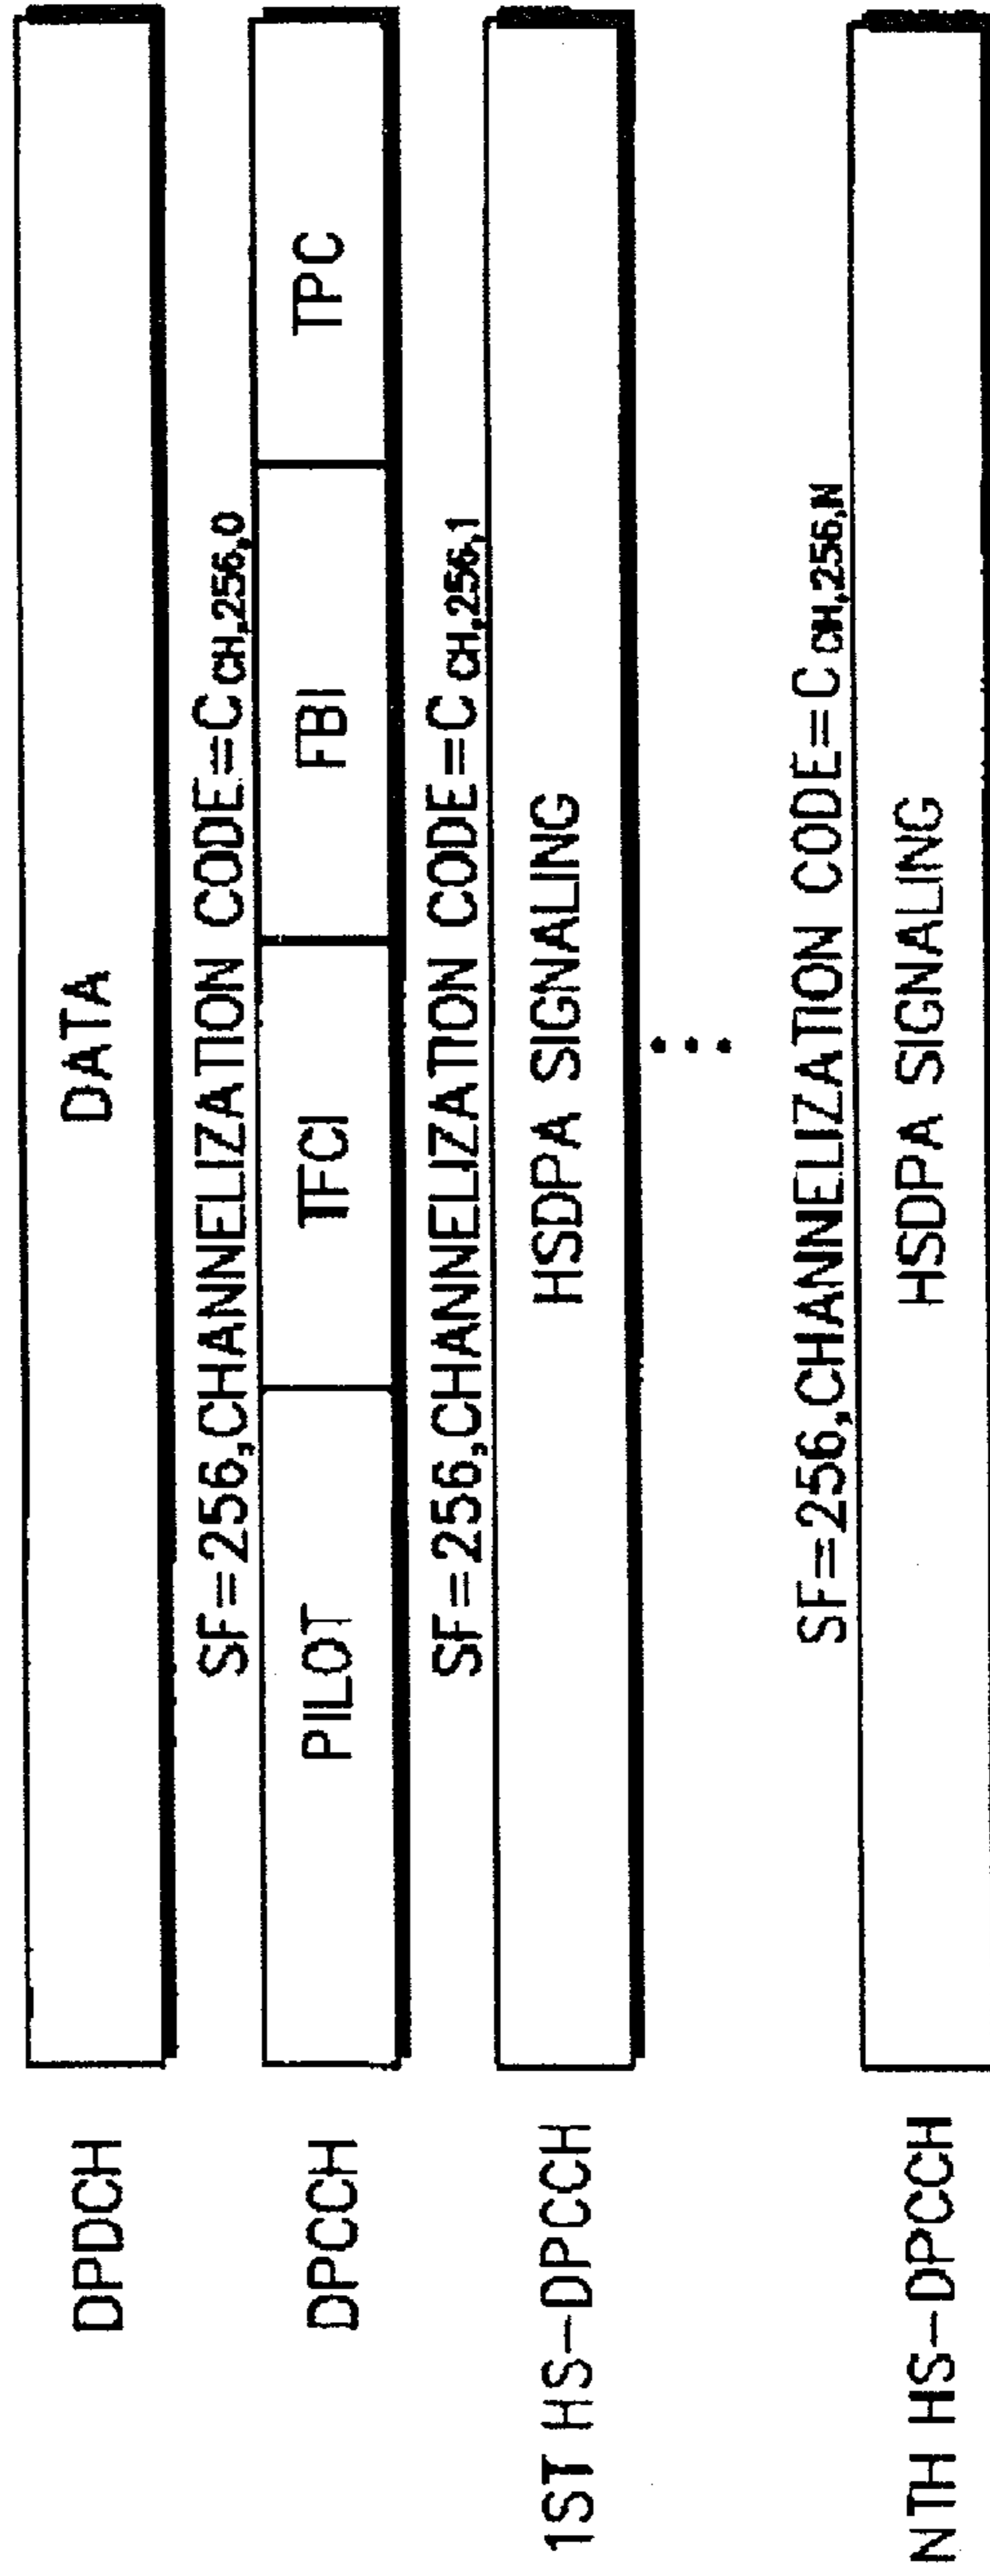 DPDCH DATA
SF=256,CHANNELIZATION CODE=C CH,256,0
DPCCH PILOT TFCI FBI TPC
SF=256,CHANNELIZATION CODE=C CH,256,1
1ST HS-DPCCH HSDPA SIGNALING
SF=256,CHANNELIZATION CODE=C CH,256,N
NTH HS-DPCCH HSDPA SIGNALING